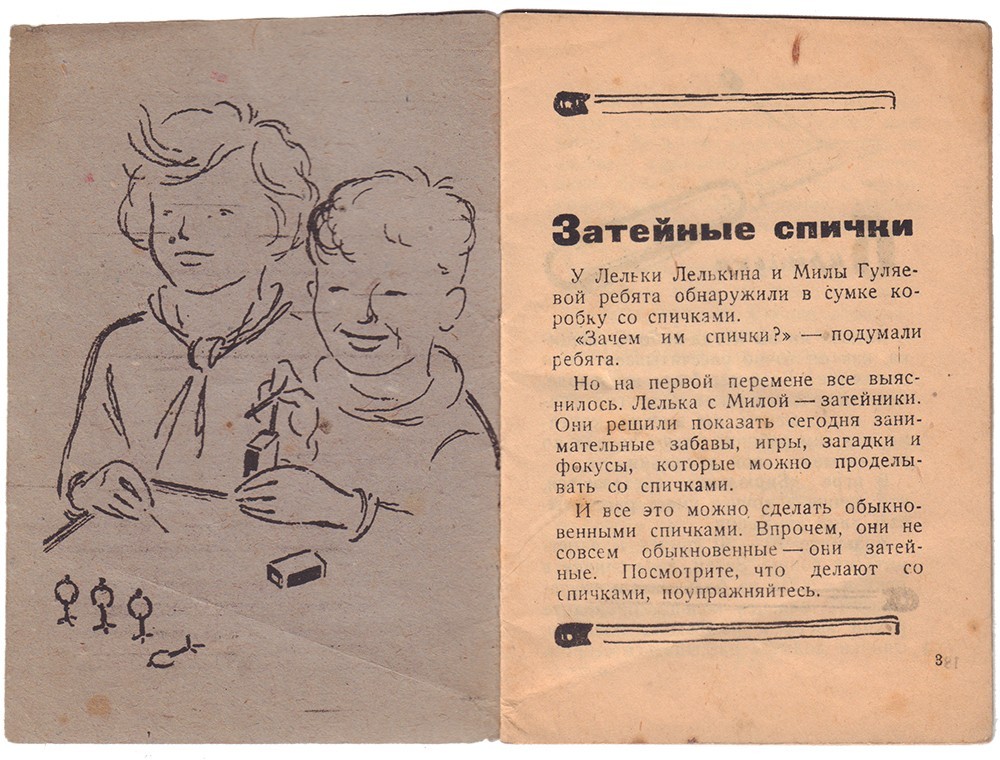 Затейные спички
У Лельки Лелькина и Милы Гуляе-
вой ребята обнаружили в сумке ко-
робку со спичками.
«Зачем им спички?» — подумали
ребята.
Но на первой перемене все выяс-
нилось. Лелька с Милой — затейники.
Они решили показать сегодня зани-
мательные забавы, игры, загадки и
фокусы, которые можно проделы-
вать со спичками.
И все это можно сделать обыкно-
венными спичками. Впрочем, они не
совсем обыкновенные — они затей-
ные. Посмотрите, что делают со
спичками, поупражняйтесь.
3